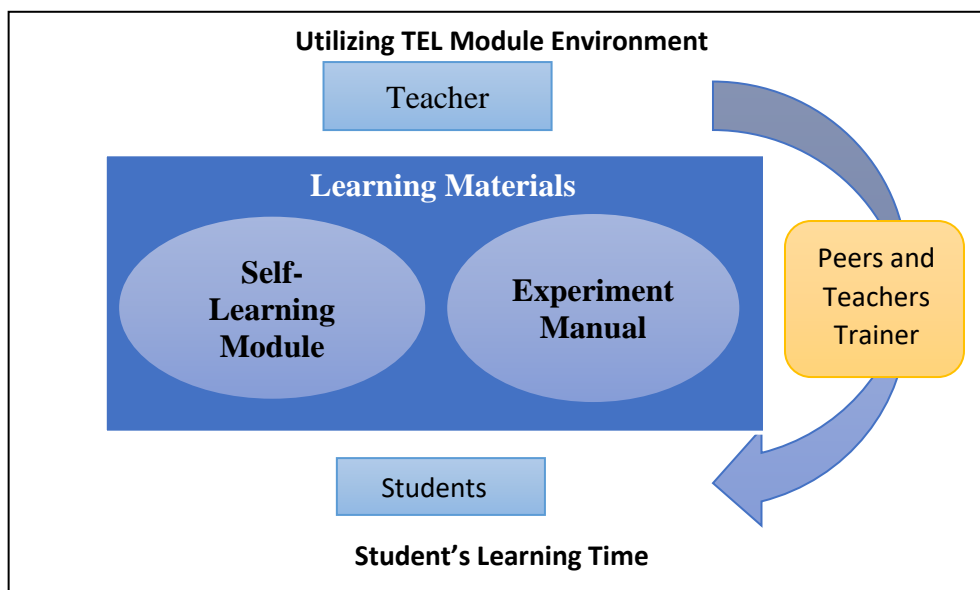 Utilizing TEL Module Environment
Teacher
Learning Materials
Self-
Learning
Module
Experiment
Manual
Peers and
Teachers
Trainer
Students
Student’s Learning Time